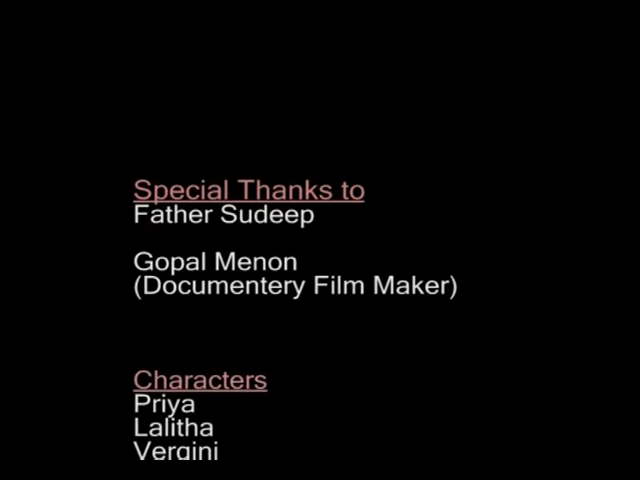 Special Thanks to
Father Sudeep
Gopal Menon
(Documentery Film Maker)
Characters
Priya
Lalitha
Vergini